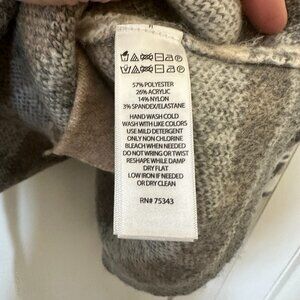 57% POLYESTER
26% ACRYLIC
14% NYLON
3% SPANDEX/ELASTANE
HAND WASH COLD
WASH WITH LIKE COLORS
USE MILD DETERGENT
ONLY NON CHLORINE
BLEACH WHEN NEEDED
DO NOT WRING OR TWIST
RESHAPE WHILE DAMP
DRY FLAT
LOW IRON IF NEEDED
OR DRY CLEAN
RN# 75343